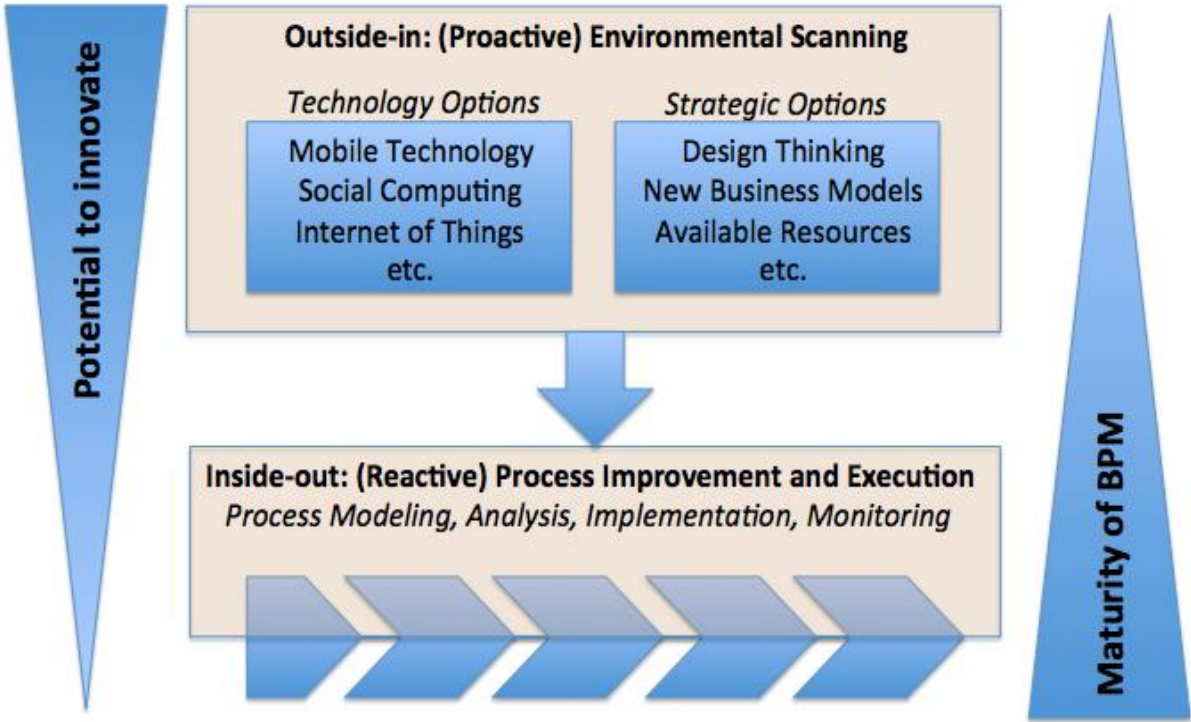 Potential to innovate
Outside-in: (Proactive) Environmental Scanning
Technology Options
Mobile Technology
Social Computing
Internet of Things
etc.
Strategic Options
Design Thinking
New Business Models
Available Resources
etc.
Inside-out: (Reactive) Process Improvement and Execution
Process Modeling, Analysis, Implementation, Monitoring
Maturity of BPM